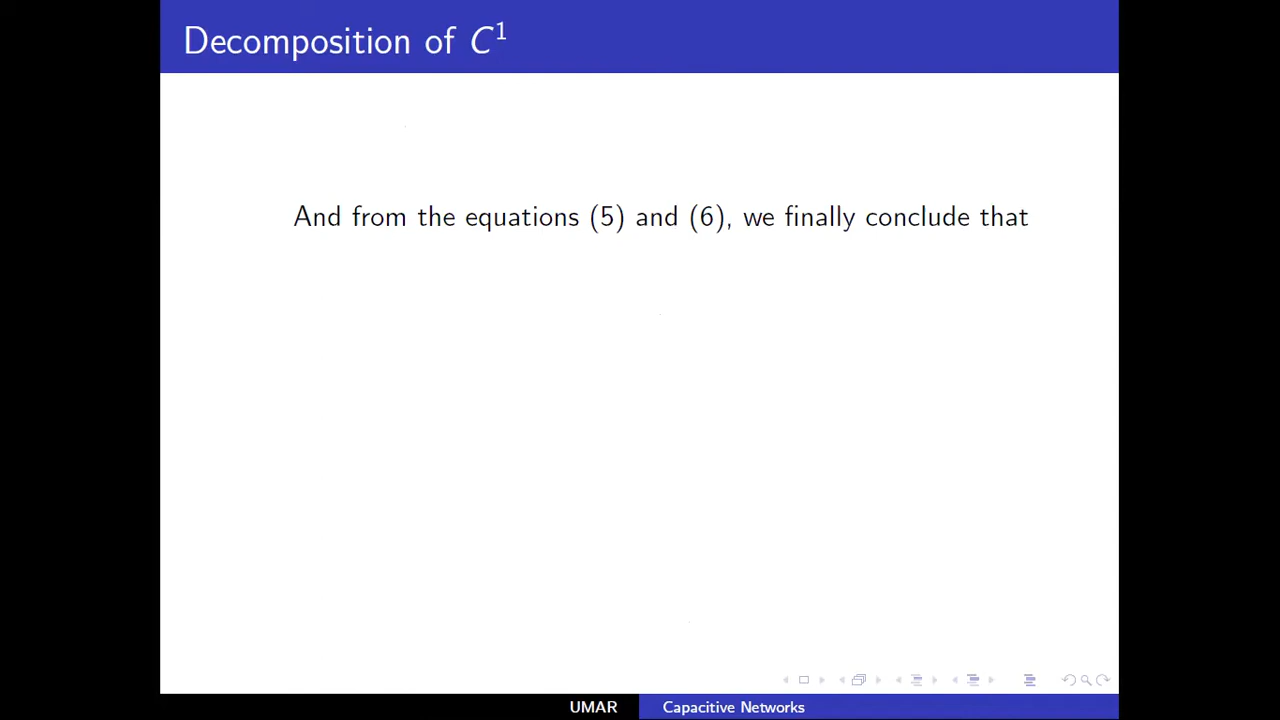 Decomposition of C¹
And from the equations (5) and (6), we finally conclude that
UMAR
Capacitive Networks